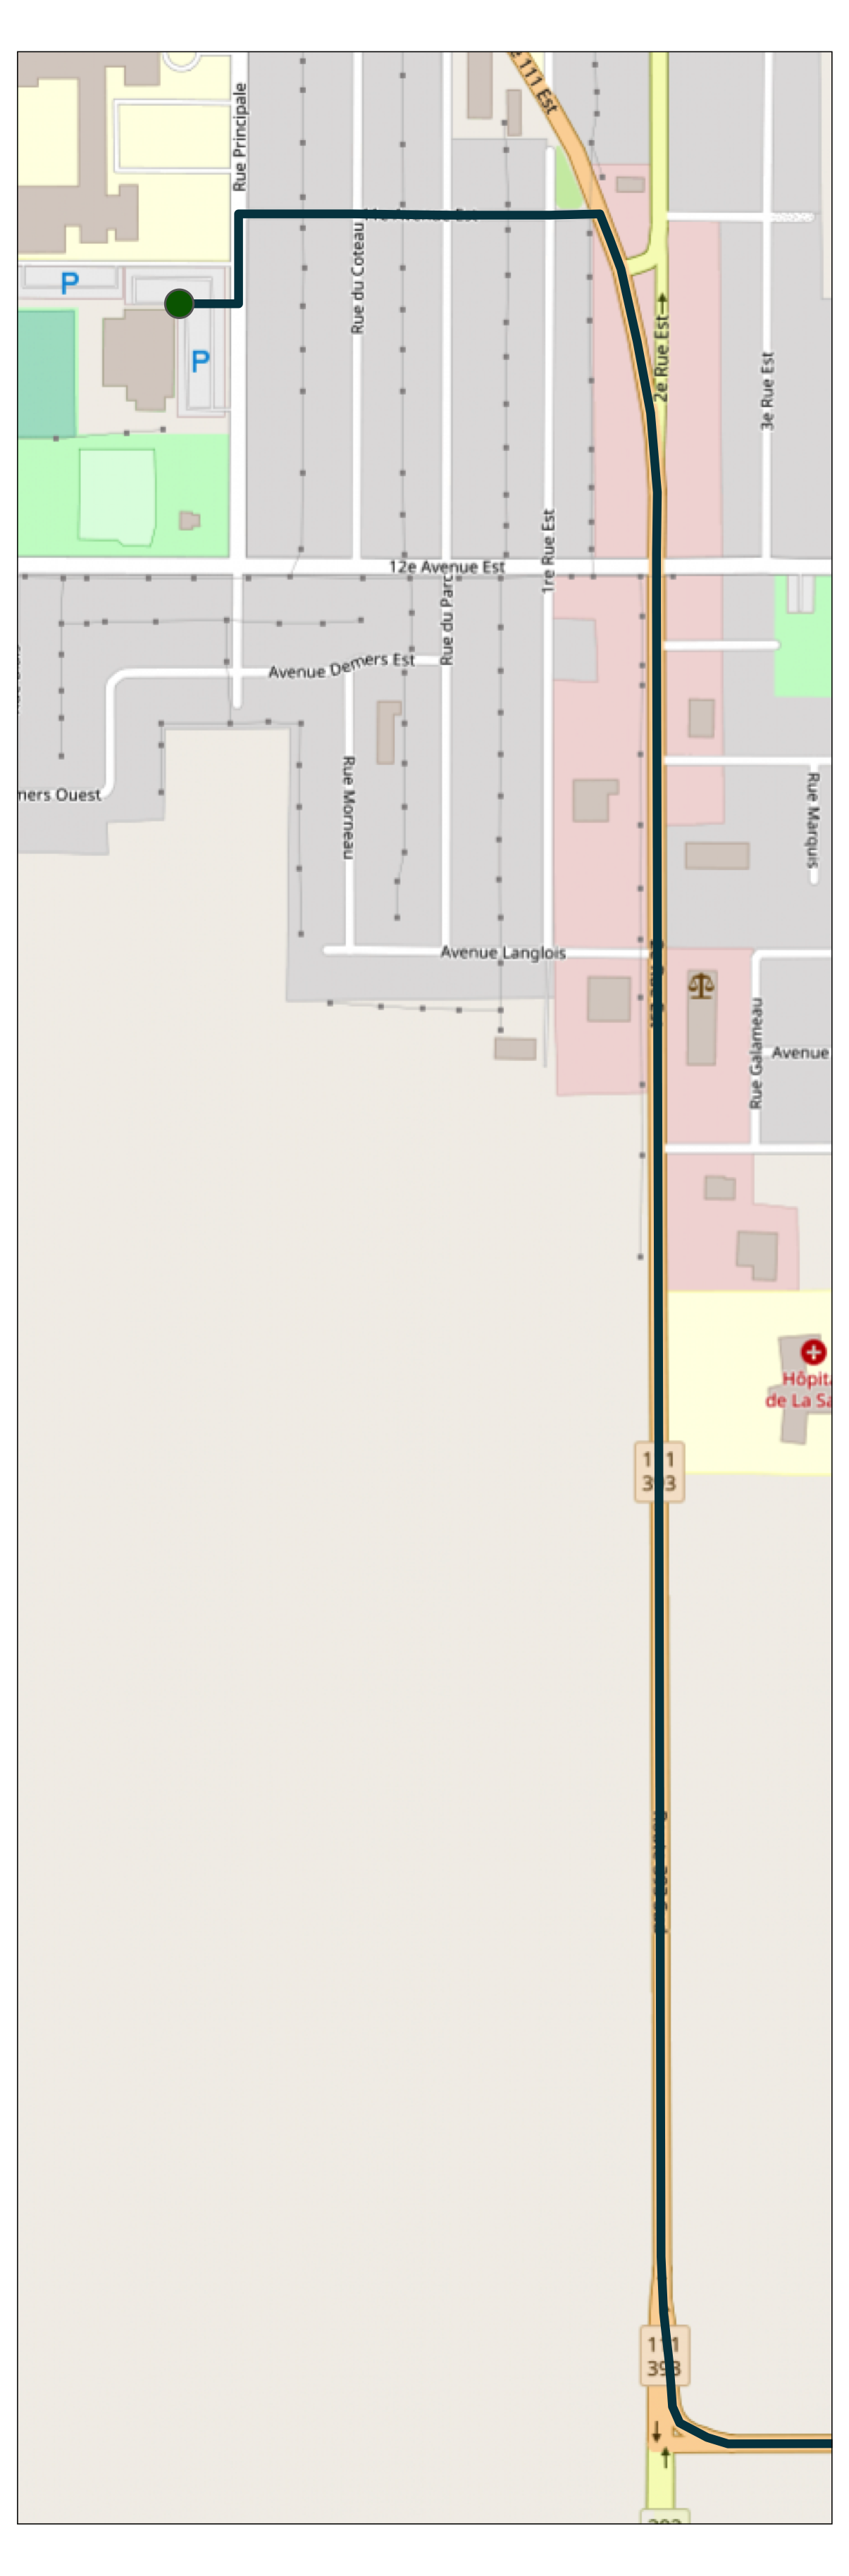 111 Est
Rue Principale
Rue du Coteau
P
2e Rue Est
P
3e Rue Est
1re Rue Est
12e Avenue Est
Rue du Parc
Avenue Demers Est
Rue Morneau
Rue Marquis
mers Ouest
Avenue Langlois
Rue Galarneau
Avenue
Hôpita
de La Sa
111
393
111
393